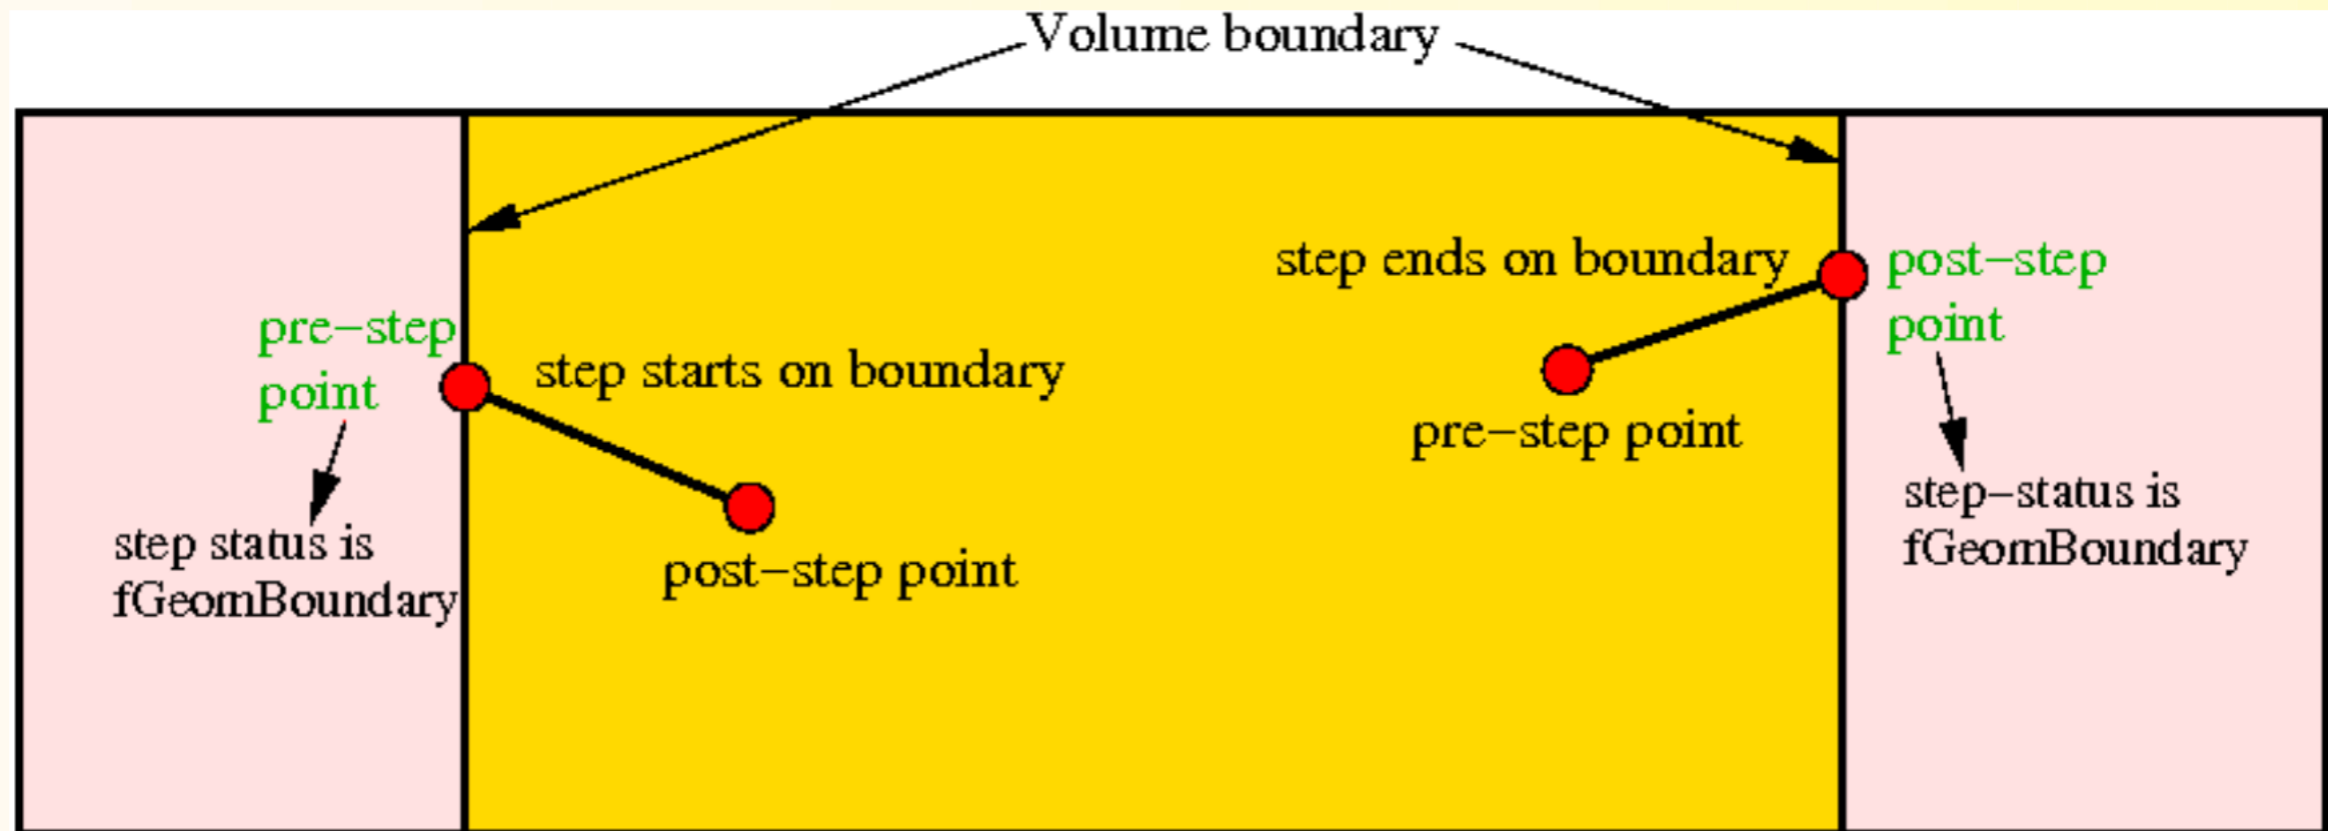 Volume boundary
step ends on boundary
post-step
point
pre-step
point
step starts on boundary
pre-step point
step-status is
fGeomBoundary
step status is
fGeomBoundary
post-step point